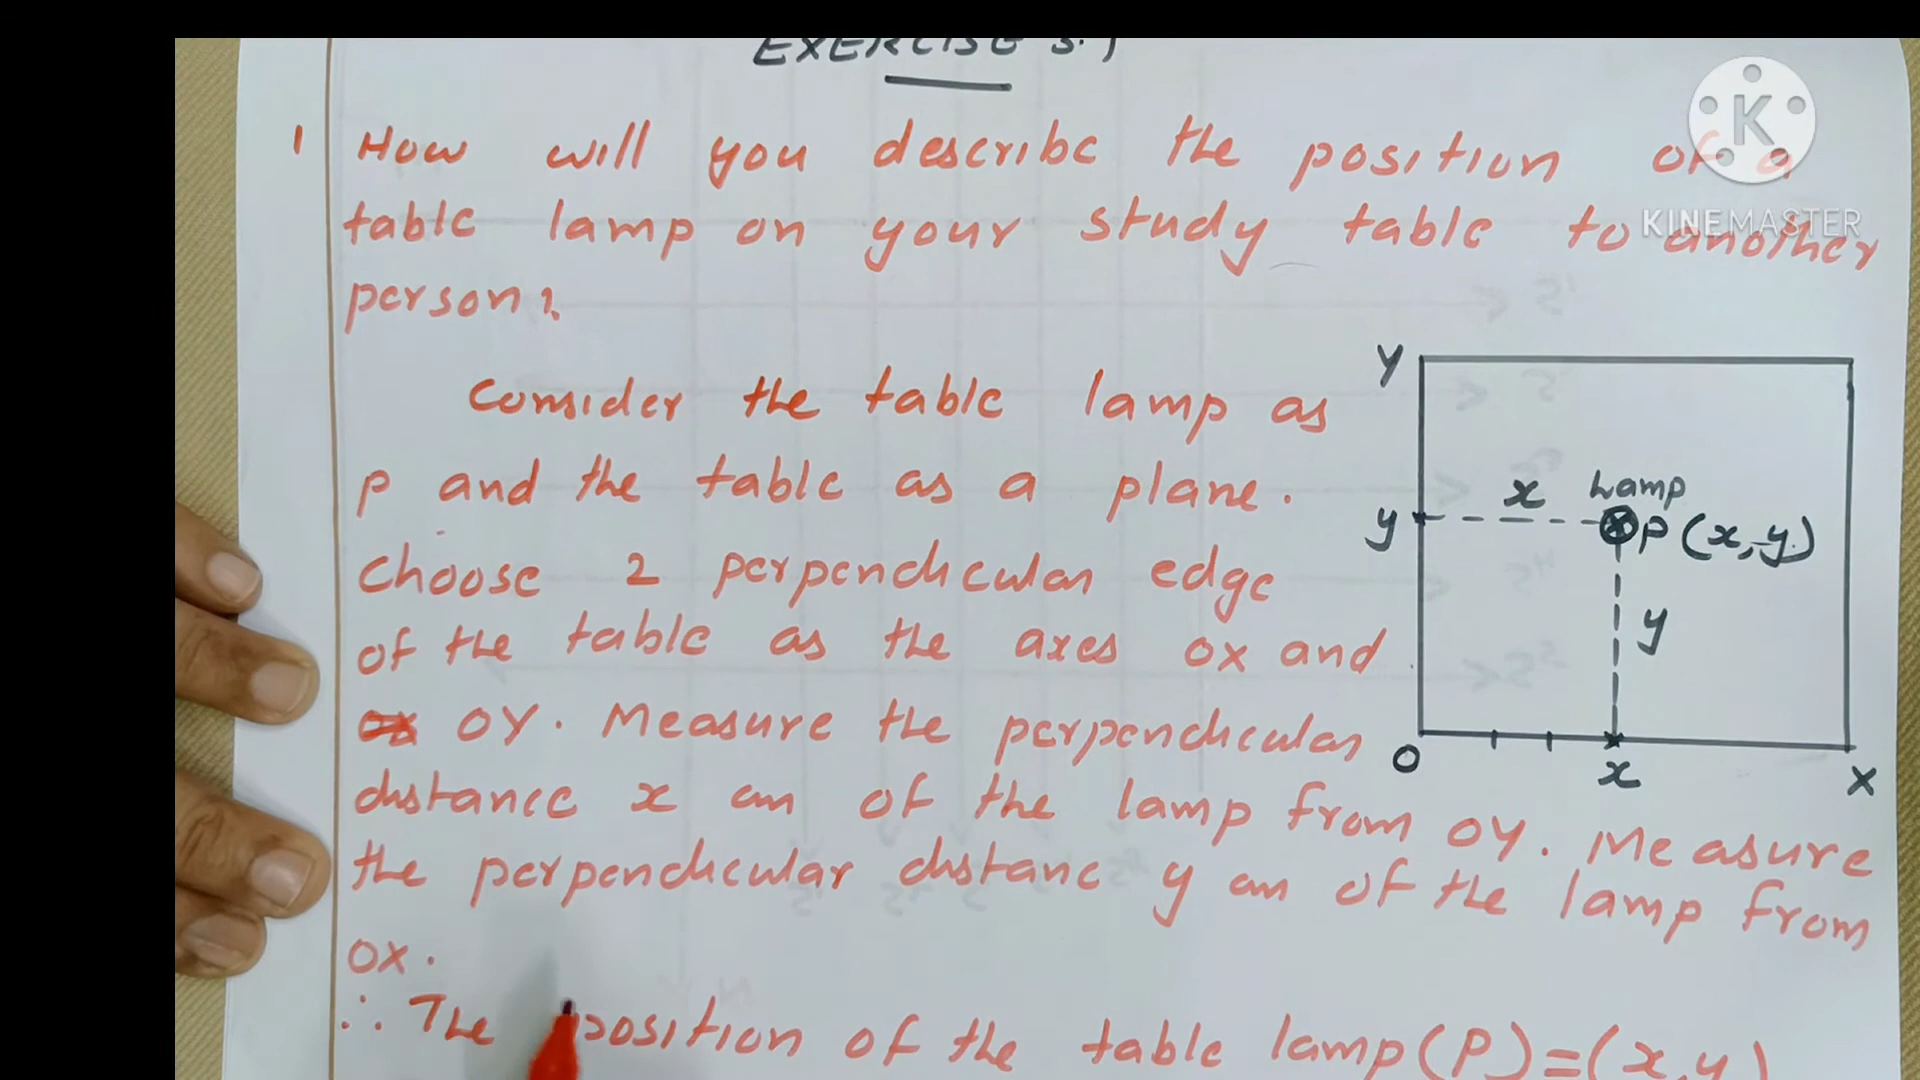 EXERCISE 3.1
1 How will you describe the position of a
table lamp on your study table to another
person?
Consider the table lamp as
P and the table as a plane.
Choose 2 perpendicular edge
of the table as the axes OX and
OY. Measure the perpendicular
distance x cm of the lamp from OY. Measure
the perpendicular distanc y cm of the lamp from
OX.
∴ The position of the table lamp (P) = (x, y)
Y
Lamp
x
y
P (x, y)
y
O
x
X
K
KINEMASTER